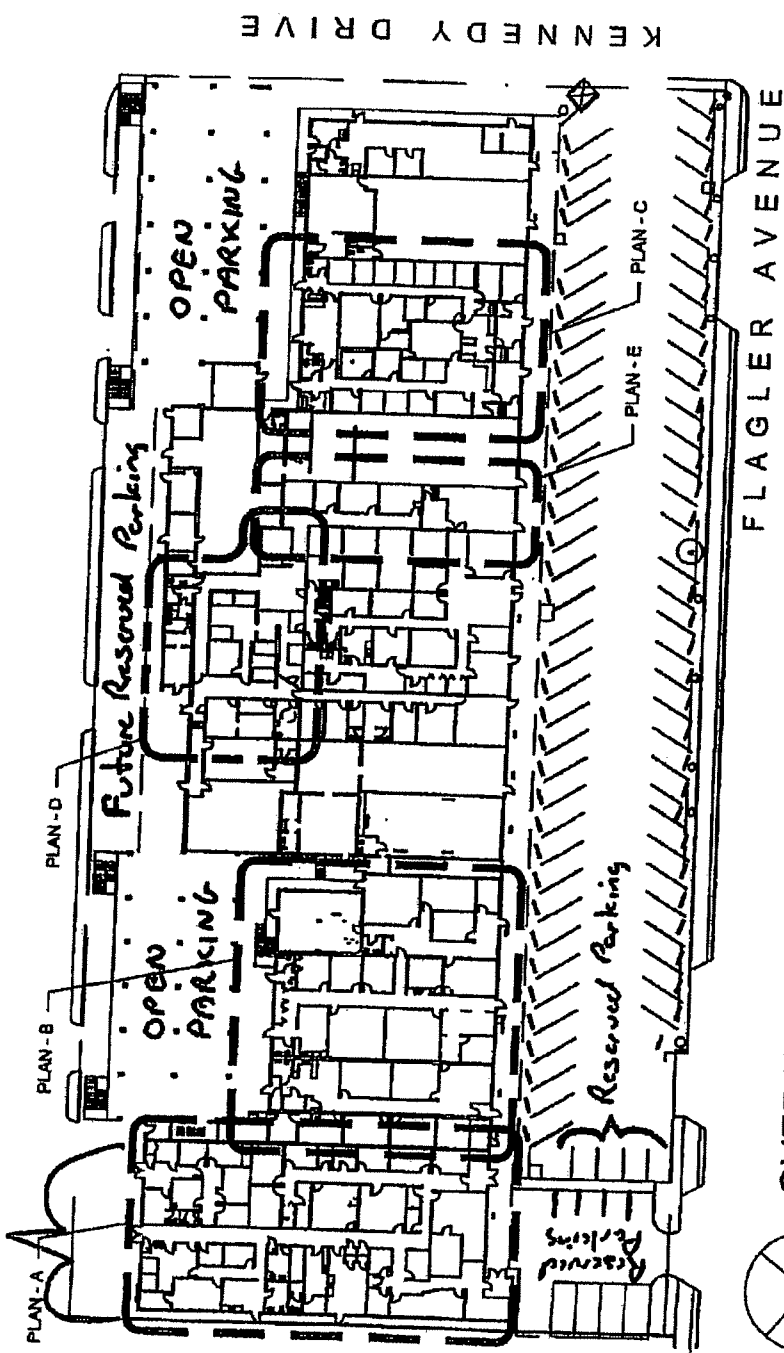 KENNEDY DRIVE
OPEN
PARKING
Future Reserved Parking
PLAN-D
OPEN
PARKING
PLAN-B
PLAN-A
PLAN-C
PLAN-E
FLAGLER AVENUE
Reserved Parking
Reserved
Parking